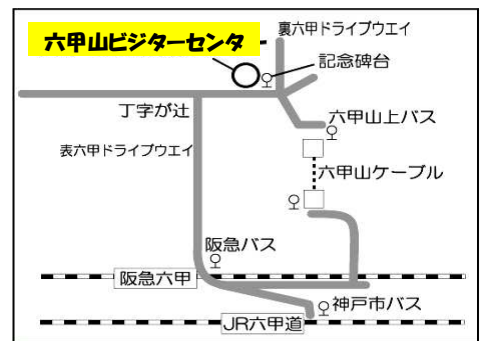 裏六甲ドライブウエイ
六甲山ビジターセンタ
記念碑台
丁字が辻
六甲山上バス
表六甲ドライブウエイ
六甲山ケーブル
阪急バス
阪急六甲
神戸市バス
JR六甲道